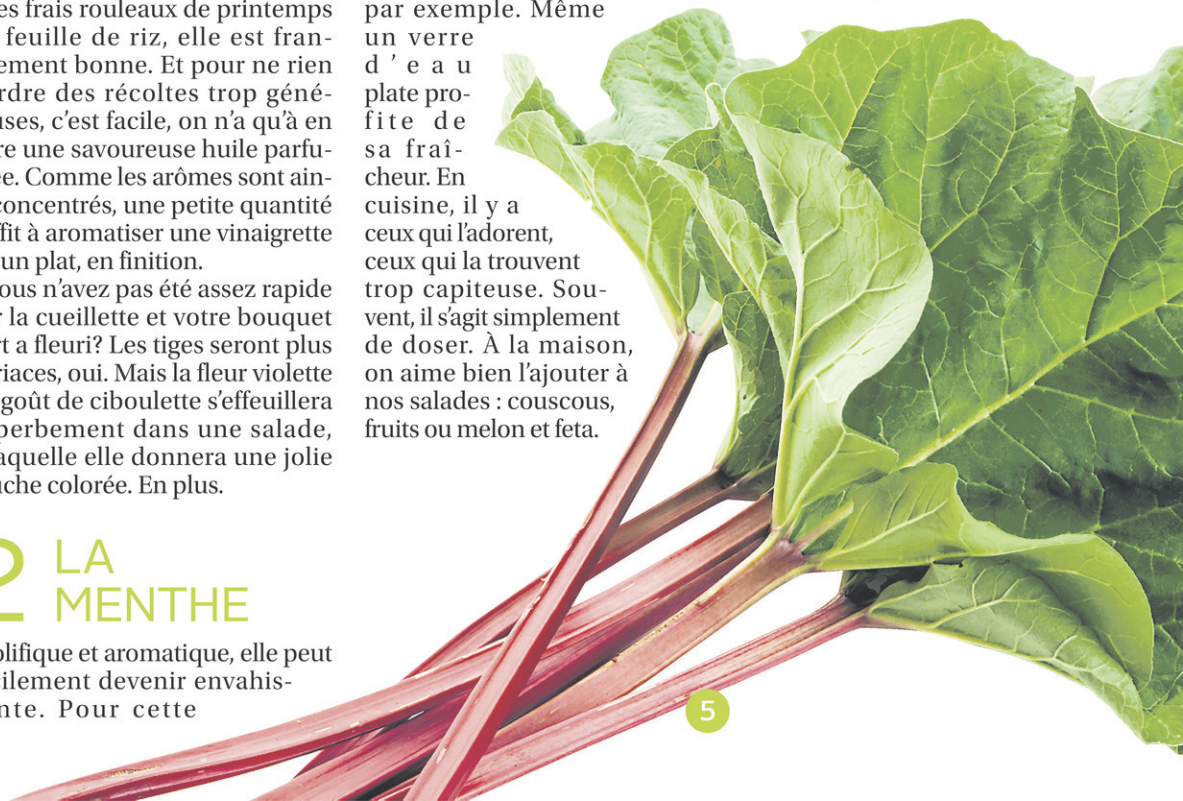 es frais rouleaux de printemps
feuille de riz, elle est fran-
ement bonne. Et pour ne rien
rdre des récoltes trop géné-
uses, c'est facile, on n'a qu'à en
re une savoureuse huile parfu-
e. Comme les arômes sont ain-
concentrés, une petite quantité
ffit à aromatiser une vinaigrette
un plat, en finition.
ous n'avez pas été assez rapide
r la cueillette et votre bouquet
rt a fleuri? Les tiges seront plus
riaces, oui. Mais la fleur violette
goût de ciboulette s'effeuillera
perbement dans une salade,
aquelle elle donnera une jolie
uche colorée. En plus.
2 LA
MENTHE
olifique et aromatique, elle peut
cilement devenir envahis-
nte. Pour cette
par exemple. Même
un verre
d'eau
plate pro-
fite de
sa fraî-
cheur. En
cuisine, il y a
ceux qui l'adorent,
ceux qui la trouvent
trop capiteuse. Sou-
vent, il s'agit simplement
de doser. À la maison,
on aime bien l'ajouter à
nos salades : couscous,
fruits ou melon et feta.
5